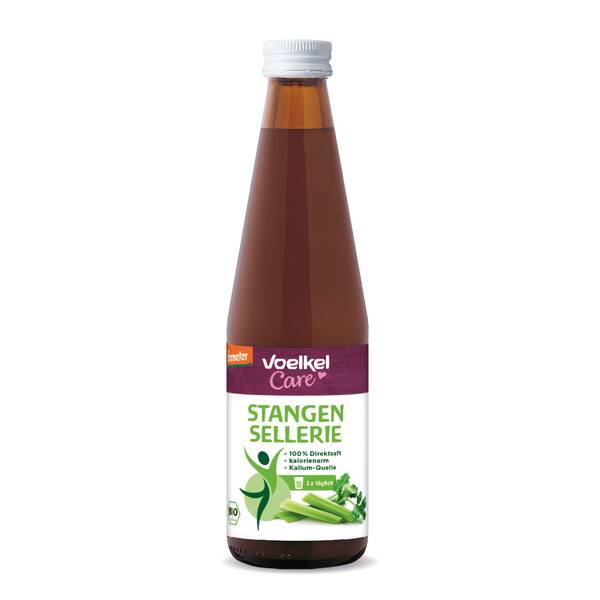 demeter
Voelkel
Care
STANGEN
SELLERIE
• 100% Direktsaft
• kalorienarm
• Kalium-Quelle
1 x täglich
BIO